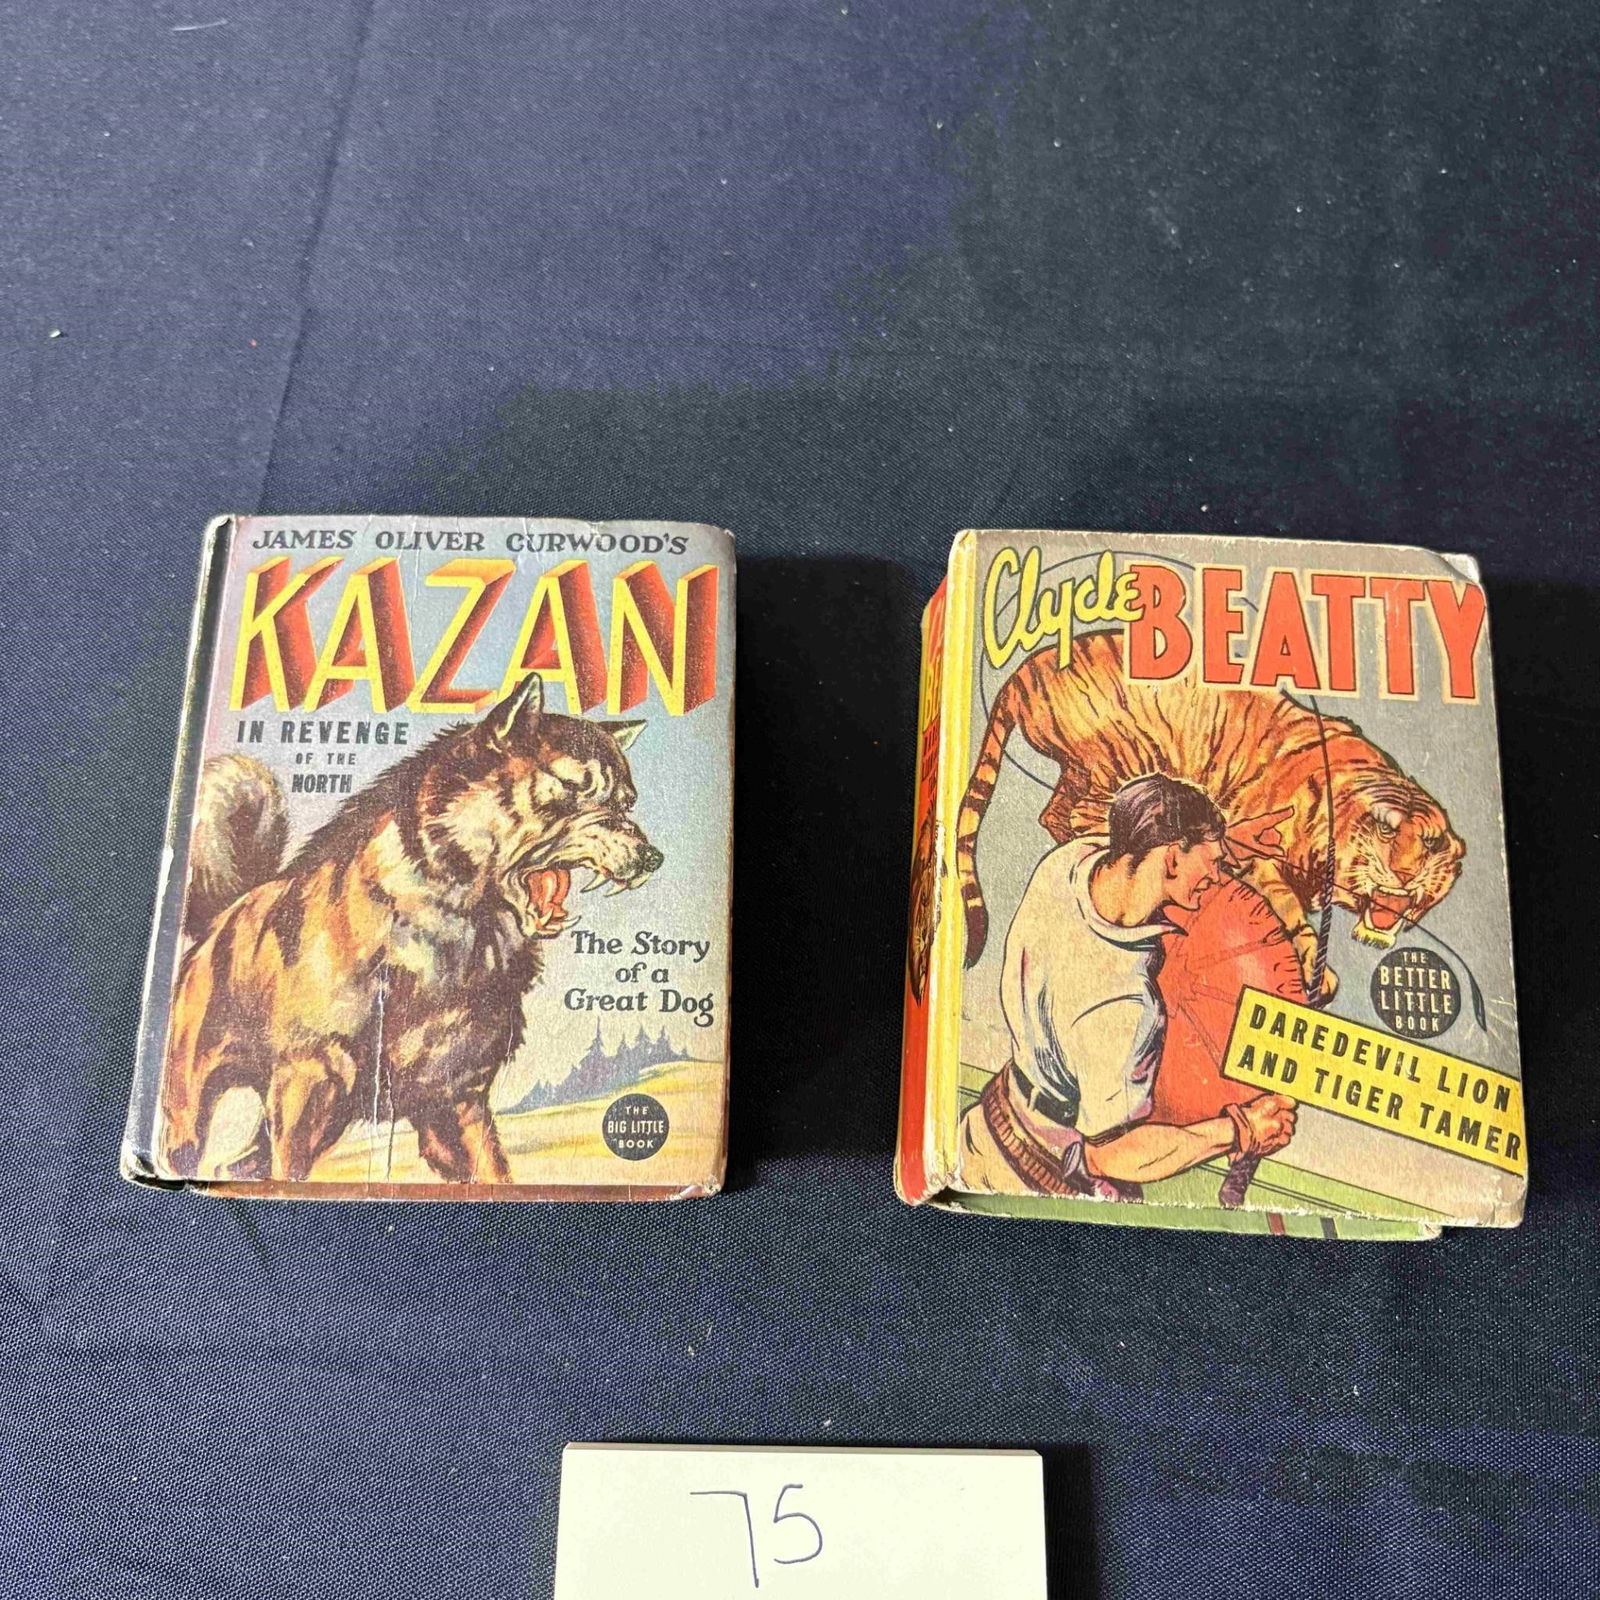 JAMES OLIVER CURWOOD'S
KAZAN
IN REVENGE
OF THE
NORTH
The Story
of a
Great Dog
THE
BIG LITTLE
BOOK
Clyde BEATTY
THE
BETTER
LITTLE
BOOK
DAREDEVIL LION
AND TIGER TAMER
75